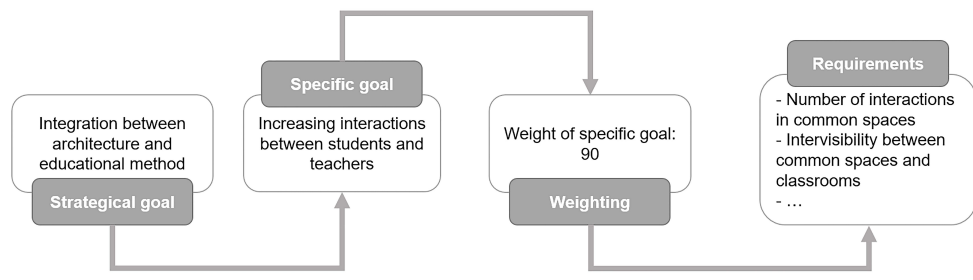 Integration between
architecture and
educational method
Strategical goal
Specific goal
Increasing interactions
between students and
teachers
Weight of specific goal:
90
Weighting
Requirements
- Number of interactions
in common spaces
- Intervisibility between
common spaces and
classrooms
- ...